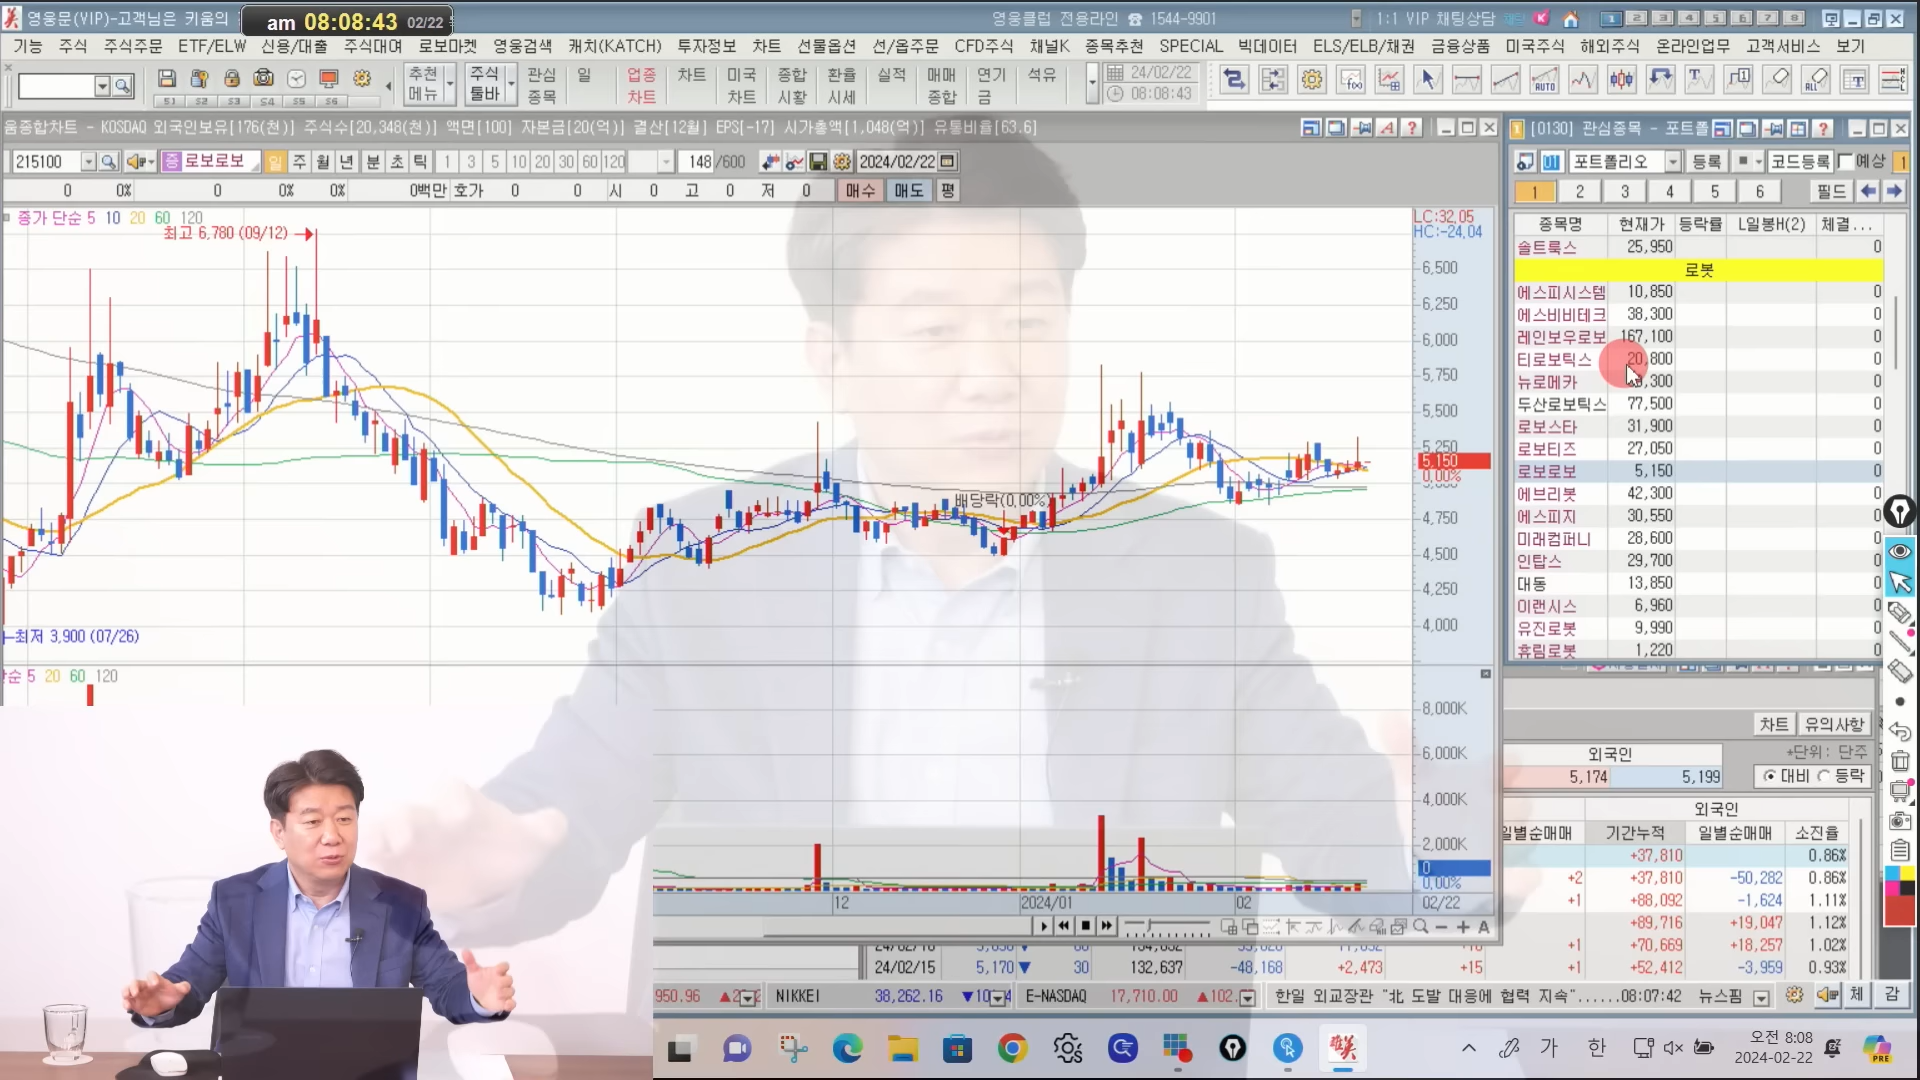 영웅문(VIP)-고객님은 키움의
am 08:08:43 02/22
영웅클럽 전용라인 ☎ 1544-9901
1:1 VIP 채팅상담
1 2 3 4 5 6 7 8
기능 주식 주식주문 ETF/ELW 신용/대출 주식대여 로보마켓 영웅검색 캐치(KATCH) 투자정보 차트 선물옵션 선/옵주문 CFD주식 채널K 종목추천 SPECIAL 빅데이터 ELS/ELB/채권 금융상품 미국주식 해외주식 온라인업무 고객서비스 보기
S1 S2 S3 S4 S5 S6
추천 메뉴
주식 툴바
관심 종목
일
업종 차트
차트
미국 차트
종합 시황
환율 시세
실적
매매 종합
연기 금
석유
24/02/22
08:08:43
움종합차트 - KOSDAQ 외국인보유[176(천)] 주식수[20,348(천)] 액면[100] 자본금[20(억)] 결산[12월] EPS[-17] 시가총액[1,048(억)] 유통비율[63.6]
215100 증 로보로보 일 주 월 년 분 초 틱 1 3 5 10 20 30 60 120 148 /600 2024/02/22
0 0% 0 0% 0% 0백만 호가 0 0 시 0 고 0 저 0 매수 매도 평
종가 단순 5 10 20 60 120
최고 6,780 (09/12)
LC:32.05
HC:-24.04
6,500
6,250
6,000
5,750
5,500
5,250
5,150
0.00%
4,750
4,500
4,250
4,000
배당락(0.00%)
최저 3,900 (07/26)
순 5 20 60 120
8,000K
6,000K
4,000K
2,000K
0
0.00%
12 2024/01 02 02/22
[0130] 관심종목 - 포트폴
포트폴리오 등록 코드등록 예상
1 2 3 4 5 6 필드
종목명 현재가 등락률 L일봉H(2) 체결...
솔트룩스 25,950 0
로봇
에스피시스템 10,850 0
에스비비테크 38,300 0
레인보우로보 167,100 0
티로보틱스 20,800 0
뉴로메카 0
두산로보틱스 77,500 0
로보스타 31,900 0
로보티즈 27,050 0
로보로보 5,150 0
에브리봇 42,300 0
에스피지 30,550 0
미래컴퍼니 28,600 0
인탑스 29,700 0
대동 13,850 0
이랜시스 6,960 0
유진로봇 9,990 0
휴림로봇 1,220 0
차트 유의사항
외국인 +단위: 단주
5,174 5,199 대비 등락
외국인
일별순매매 기간누적 일별순매매 소진율
+37,810 0.86%
+2 +37,810 -50,282 0.86%
+1 +88,092 -1,624 1.11%
+89,716 +19,047 1.12%
+1 +70,669 +18,257 1.02%
24/02/15 5,170 ▼ 30 132,637 -48,168 +2,473 +15 +1 +52,412 -3,959 0.93%
950.96 NIKKEI 38,262.16 E-NASDAQ 17,710.00 ▲102. 한일 외교장관 "北 도발 대응에 협력 지속"......08:07:42 뉴스핌 체 감
가 한 오전 8:08
2024-02-22
PRE